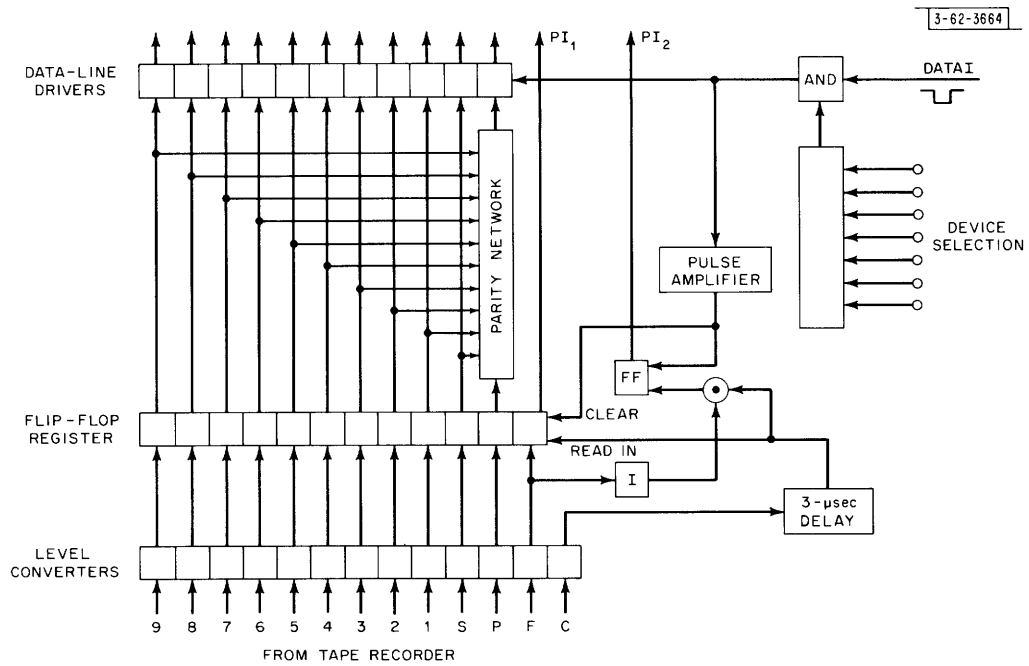 3-62-3664
PI1
PI2
DATA-LINE
DRIVERS
AND
DATAI
PARITY NETWORK
DEVICE
SELECTION
PULSE
AMPLIFIER
FF
CLEAR
FLIP-FLOP
REGISTER
READ IN
I
3-μsec
DELAY
LEVEL
CONVERTERS
9 8 7 6 5 4 3 2 1 S P F C
FROM TAPE RECORDER